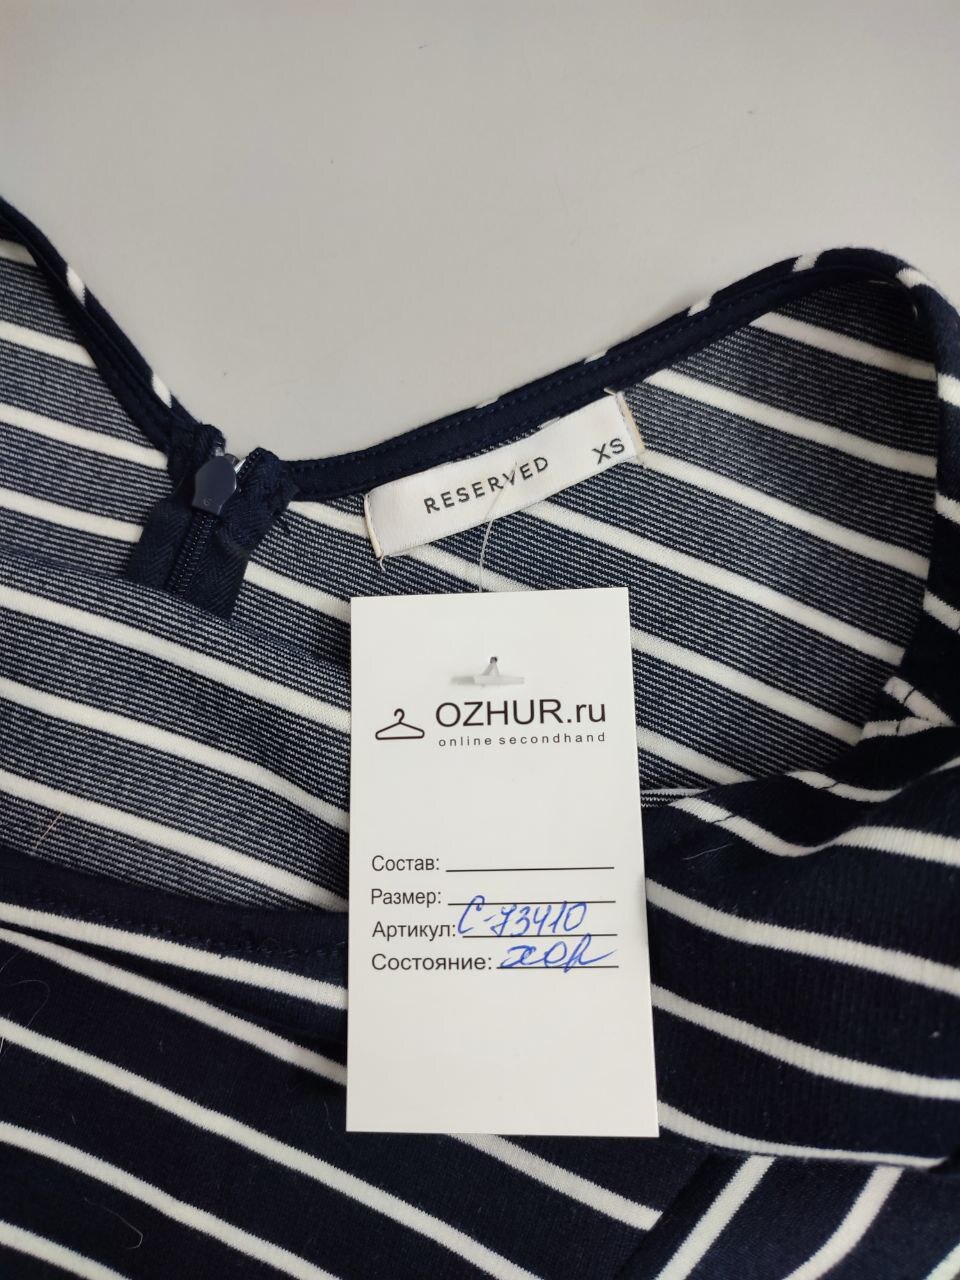 RESERVED XS
OZHUR.ru
online secondhand
Состав:
Размер:
Артикул: С-73410
Состояние: хор